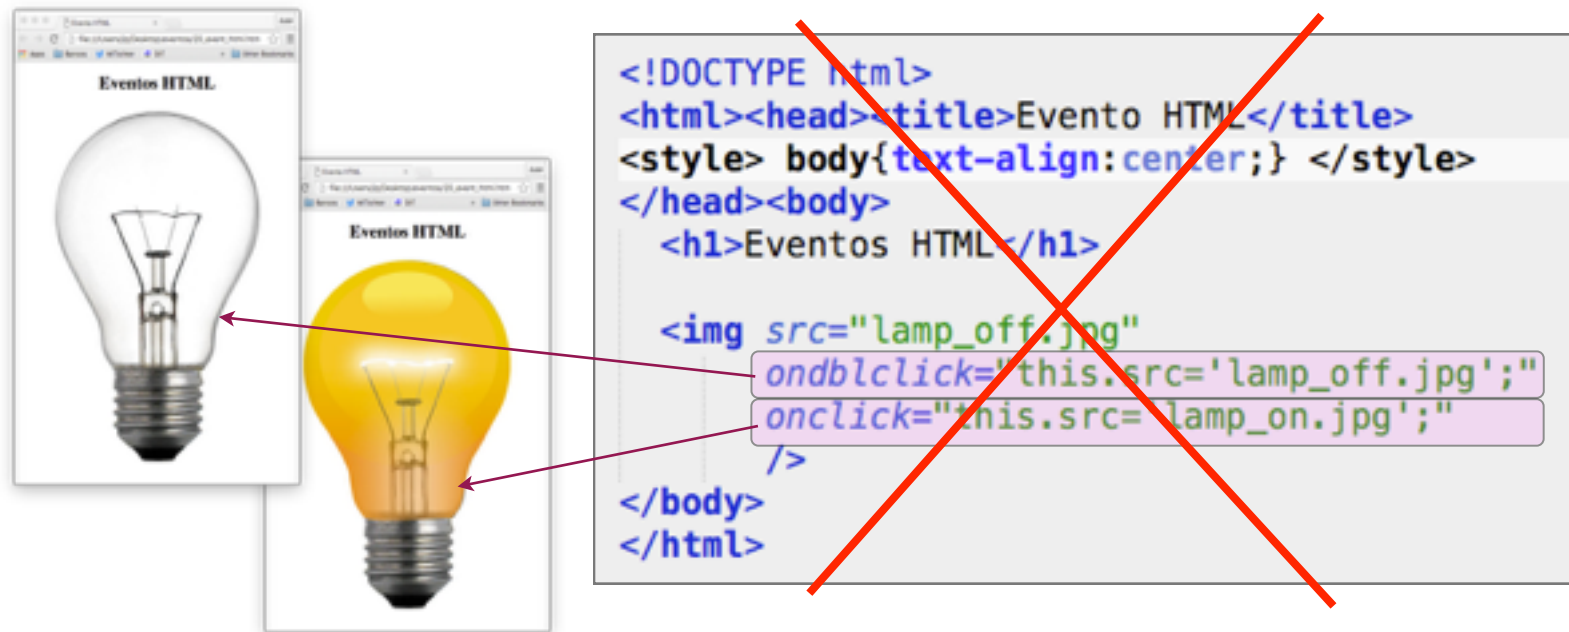 Eventos HTML
Eventos HTML
<!DOCTYPE html>
<html><head><title>Evento HTML</title>
<style> body{text-align:center;} </style>
</head><body>
<h1>Eventos HTML</h1>
<img src="lamp_off.jpg"
ondblclick="this.src='lamp_off.jpg';"
onclick="this.src='lamp_on.jpg';"
/>
</body>
</html>